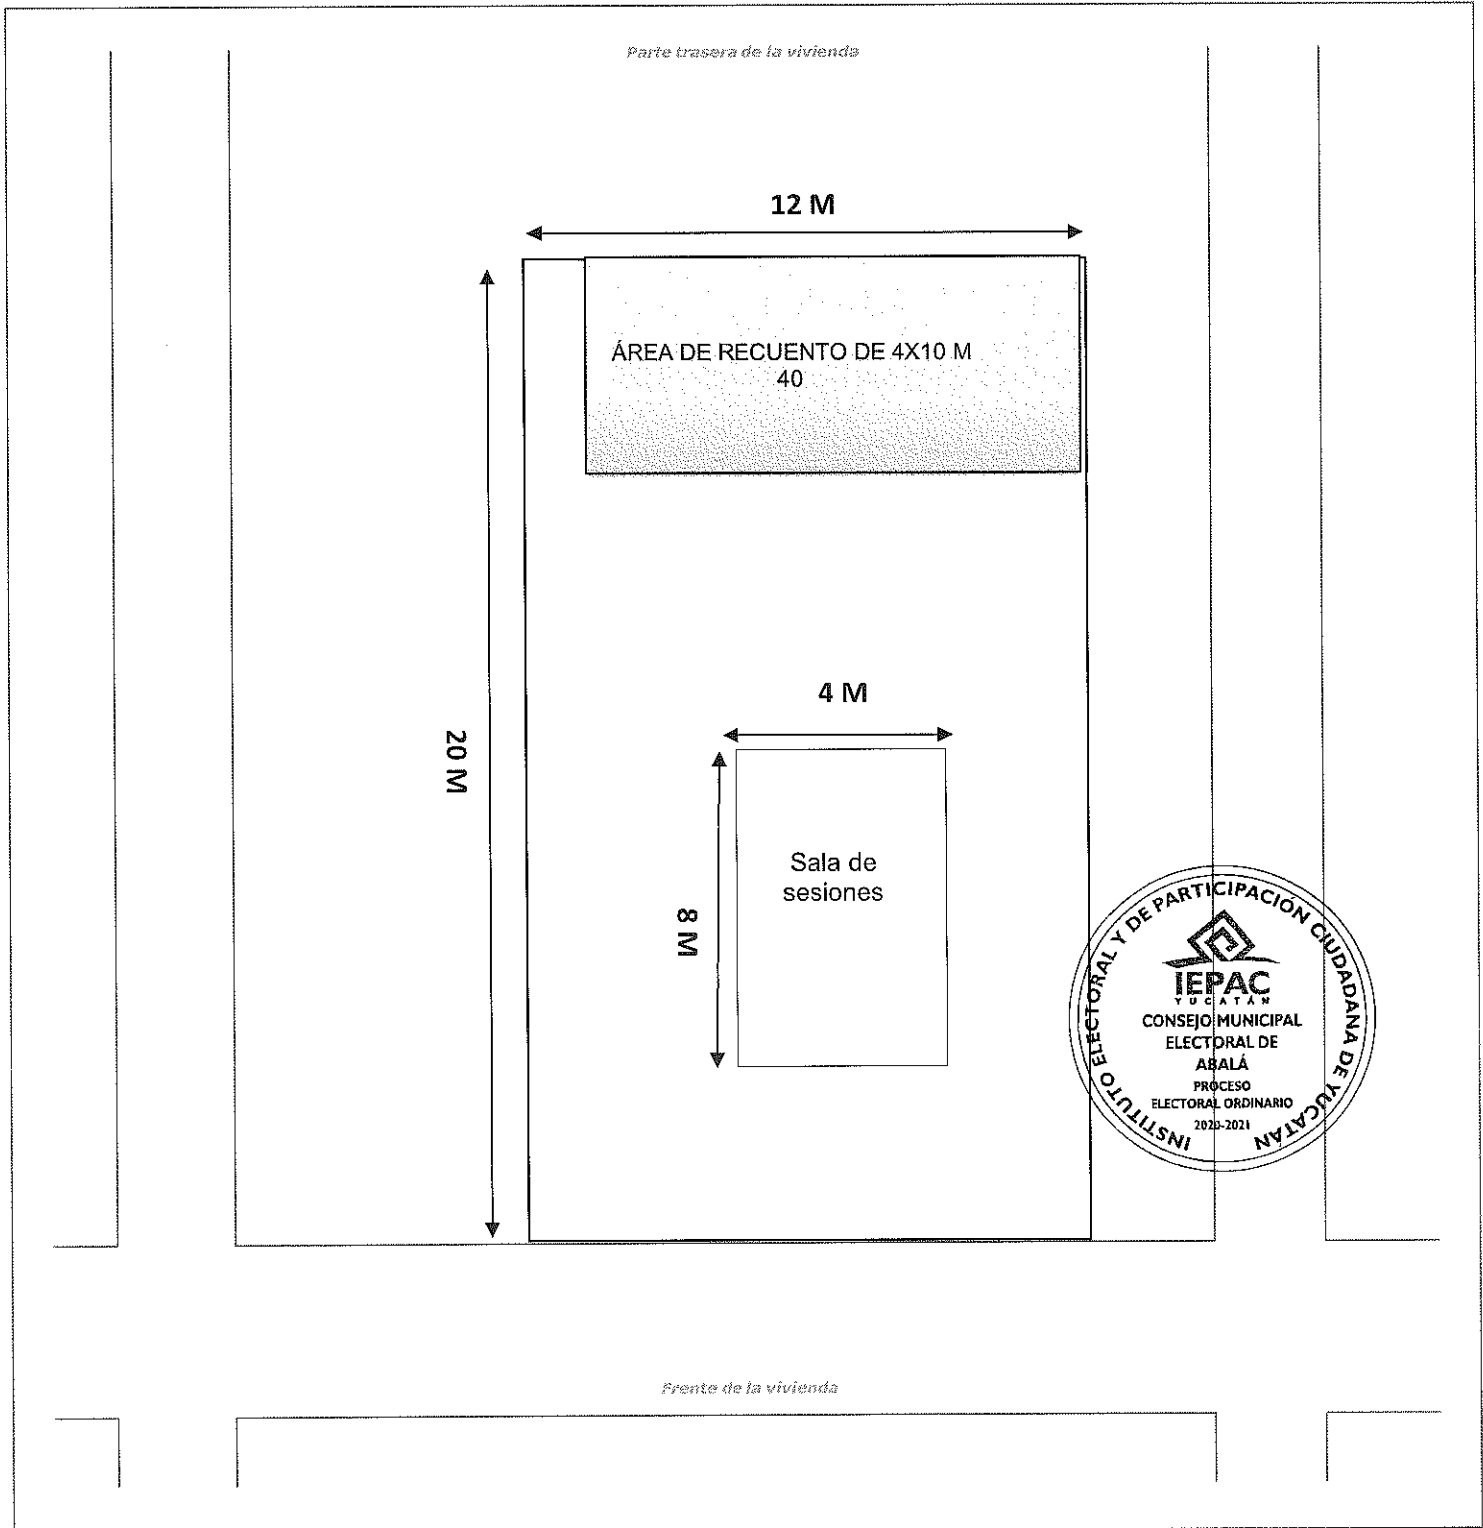 Parte trasera de la vivienda
12 M
ÁREA DE RECUENTO DE 4X10 M
40
4 M
20 M
Sala de
sesiones
8 M
INSTITUTO ELECTORAL Y DE PARTICIPACIÓN CIUDADANA DE YUCATÁN
IEPAC
YUCATÁN
CONSEJO MUNICIPAL
ELECTORAL DE
ABALÁ
PROCESO
ELECTORAL ORDINARIO
2020-2021
Frente de la vivienda